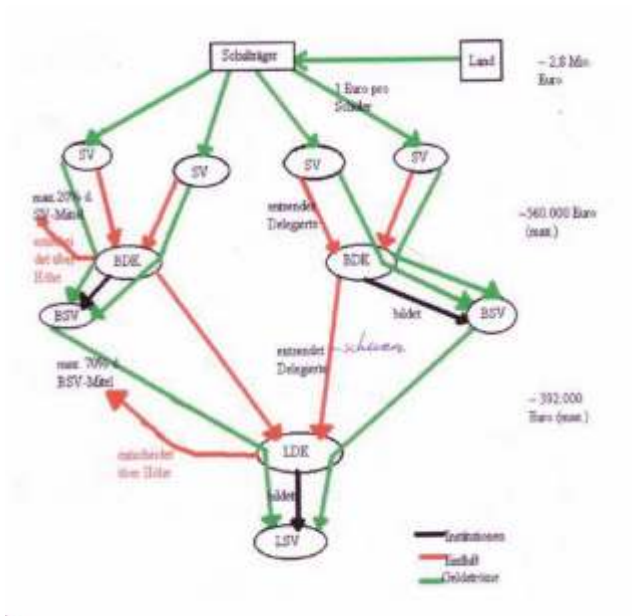 Schulträger
Land
~ 2,8 Mio.
Euro
1 Euro pro
Schüler
SV
SV
SV
SV
max. 20% d.
SV-Mittel
entsendet
Delegierte
~560.000 Euro
(max.)
entschei
det über
Höhe
BDK
BDK
BSV
bildet
BSV
max. 70% d.
BSV-Mittel
entsendet
Delegierte
~ 392.000
Euro (max.)
entscheidet
über Höhe
LDK
bildet
LSV
Institutionen
Einfluß
Geldströme